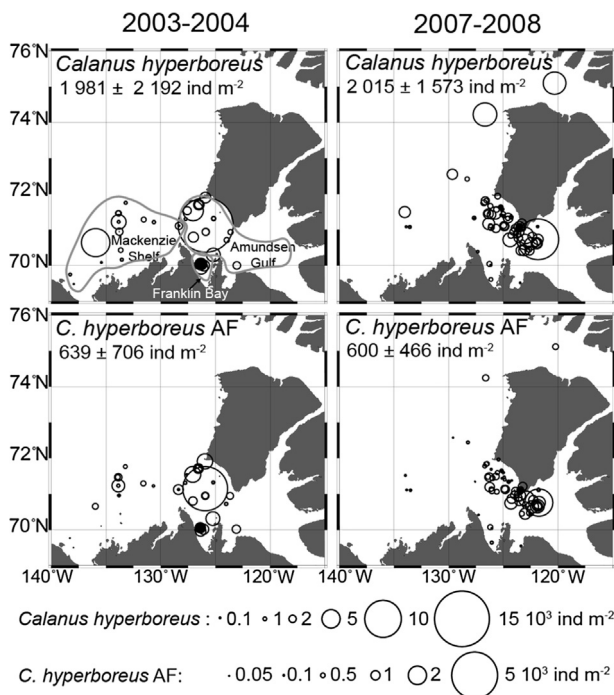 2003-2004
2007-2008
76°N
Calanus hyperboreus
1 981 ± 2 192 ind m-2
Calanus hyperboreus
2 015 ± 1 573 ind m-2
74°N
72°N
Mackenzie
Shelf
Amundsen
Gulf
70°N
Franklin Bay
76°N
C. hyperboreus AF
639 ± 706 ind m-2
C. hyperboreus AF
600 ± 466 ind m-2
74°N
72°N
70°N
140°W 130°W 120°W 140°W 130°W 120°W
Calanus hyperboreus : 0.1 1 2 5 10 15 10³ ind m-2
C. hyperboreus AF: 0.05 0.1 0.5 1 2 5 10³ ind m-2